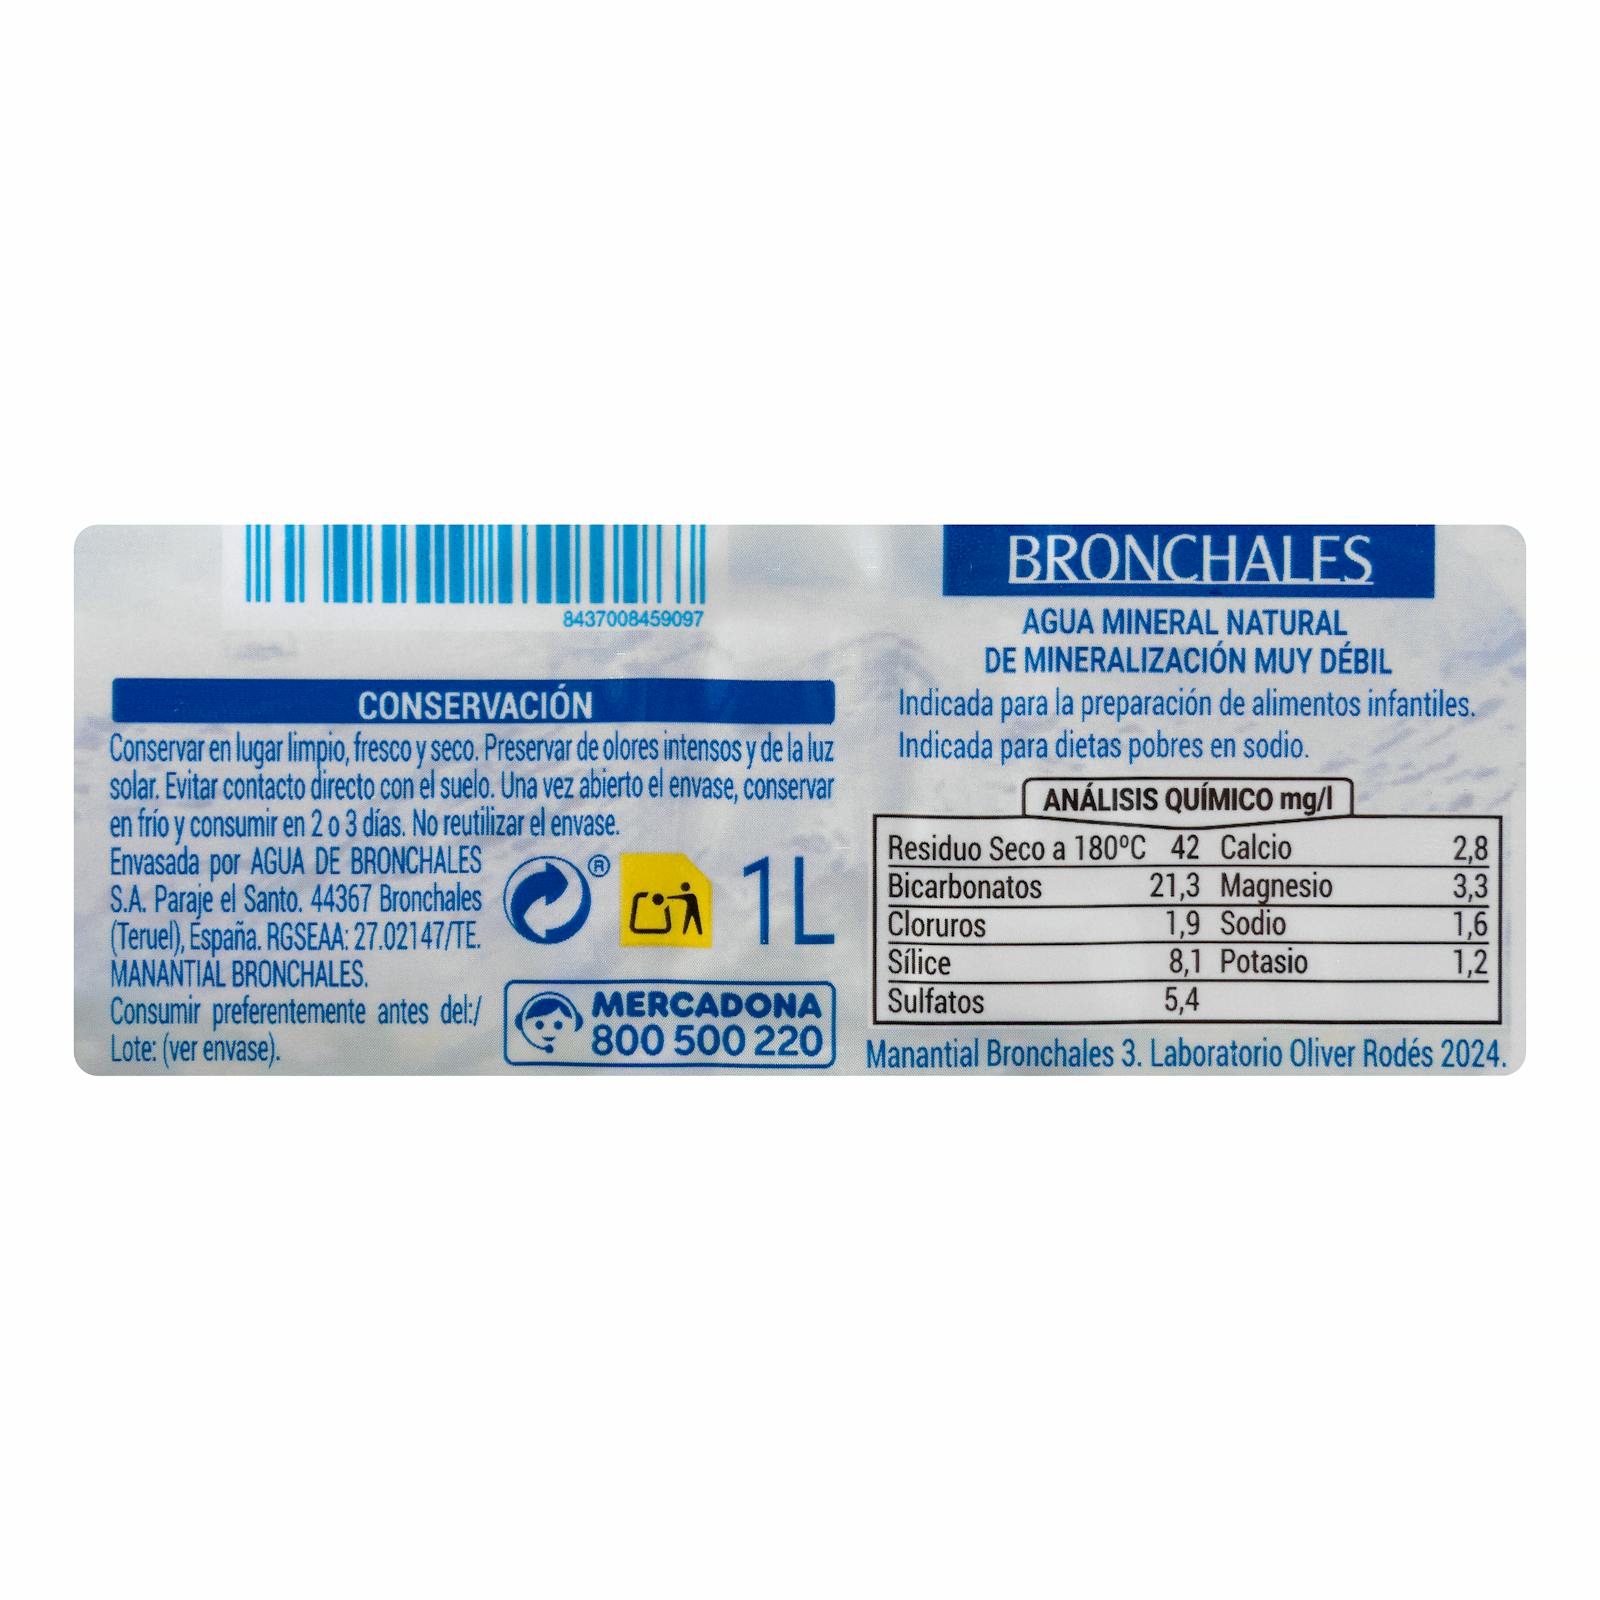 8437008459097
CONSERVACIÓN
Conservar en lugar limpio, fresco y seco. Preservar de olores intensos y de la luz
solar. Evitar contacto directo con el suelo. Una vez abierto el envase, conservar
en frío y consumir en 2 o 3 días. No reutilizar el envase.
Envasada por AGUA DE BRONCHALES
S.A. Paraje el Santo. 44367 Bronchales
(Teruel), España. RGSEAA: 27.02147/TE.
MANANTIAL BRONCHALES.
Consumir preferentemente antes del:/
Lote: (ver envase).
®
1L
MERCADONA
800 500 220
BRONCHALES
AGUA MINERAL NATURAL
DE MINERALIZACIÓN MUY DÉBIL
Indicada para la preparación de alimentos infantiles.
Indicada para dietas pobres en sodio.
ANÁLISIS QUÍMICO mg/l
Residuo Seco a 180ºC 42 Calcio 2,8
Bicarbonatos 21,3 Magnesio 3,3
Cloruros 1,9 Sodio 1,6
Sílice 8,1 Potasio 1,2
Sulfatos 5,4
Manantial Bronchales 3. Laboratorio Oliver Rodés 2024.